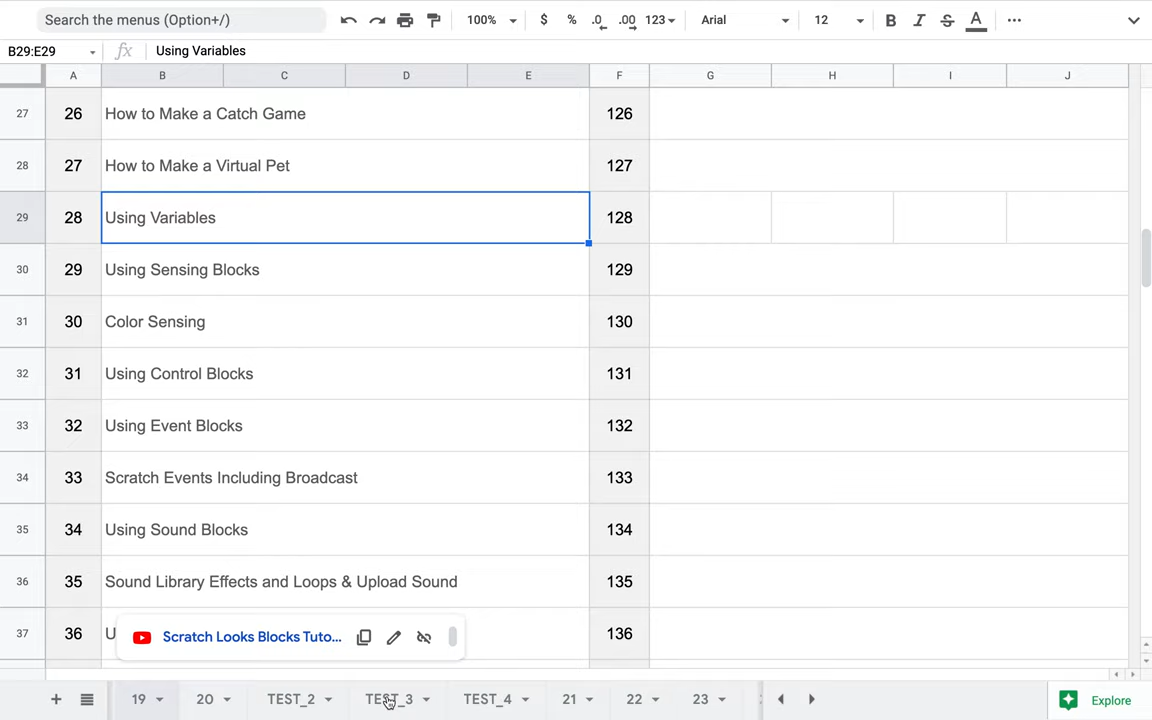 Search the menus (Option+/) 100% $ % .0 .00 123 Arial 12 B I S A
B29:E29 fx Using Variables
A B C D E F G H I J
27 26 How to Make a Catch Game 126
28 27 How to Make a Virtual Pet 127
29 28 Using Variables 128
30 29 Using Sensing Blocks 129
31 30 Color Sensing 130
32 31 Using Control Blocks 131
33 32 Using Event Blocks 132
34 33 Scratch Events Including Broadcast 133
35 34 Using Sound Blocks 134
36 35 Sound Library Effects and Loops & Upload Sound 135
37 36 U Scratch Looks Blocks Tuto... 136
19 20 TEST_2 TEST_3 TEST_4 21 22 23 Explore